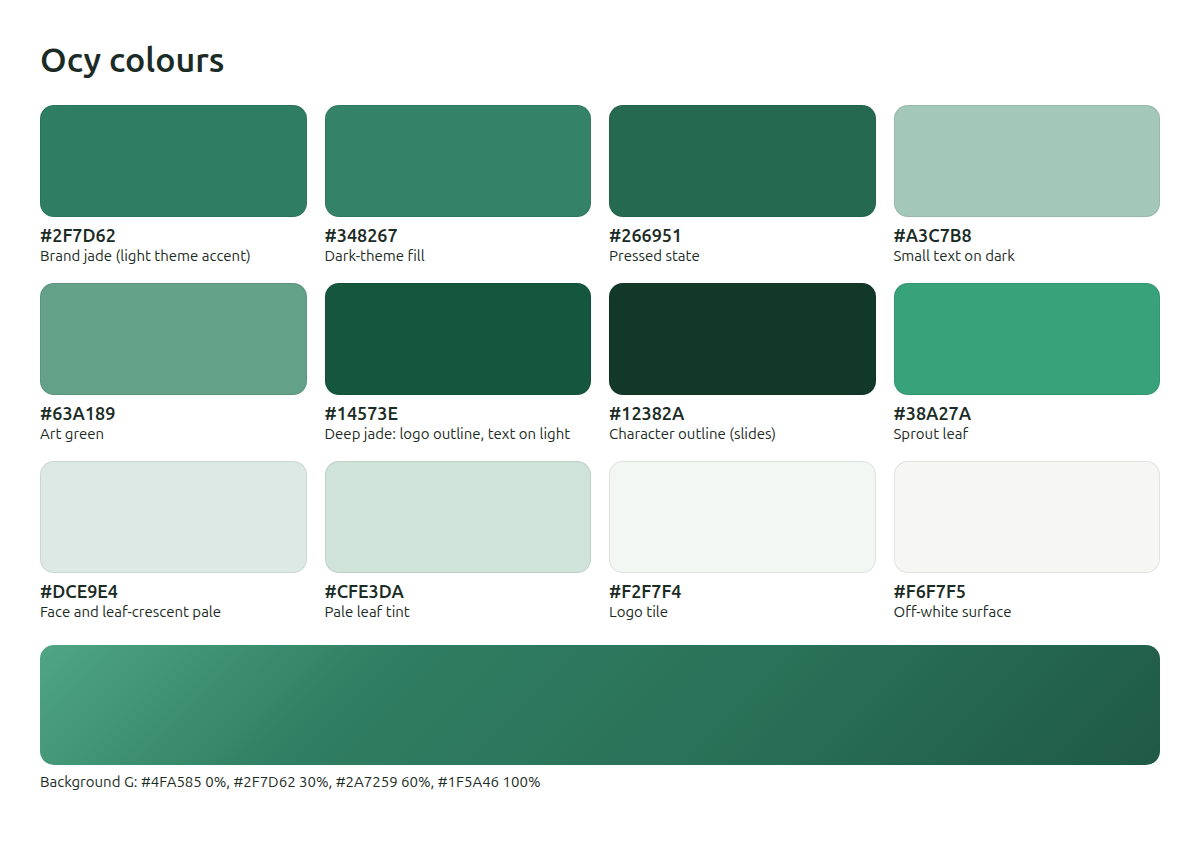 Ocy colours
#2F7D62
Brand jade (light theme accent)
#348267
Dark-theme fill
#266951
Pressed state
#A3C7B8
Small text on dark
#63A189
Art green
#14573E
Deep jade: logo outline, text on light
#12382A
Character outline (slides)
#38A27A
Sprout leaf
#DCE9E4
Face and leaf-crescent pale
#CFE3DA
Pale leaf tint
#F2F7F4
Logo tile
#F6F7F5
Off-white surface
Background G: #4FA585 0%, #2F7D62 30%, #2A7259 60%, #1F5A46 100%